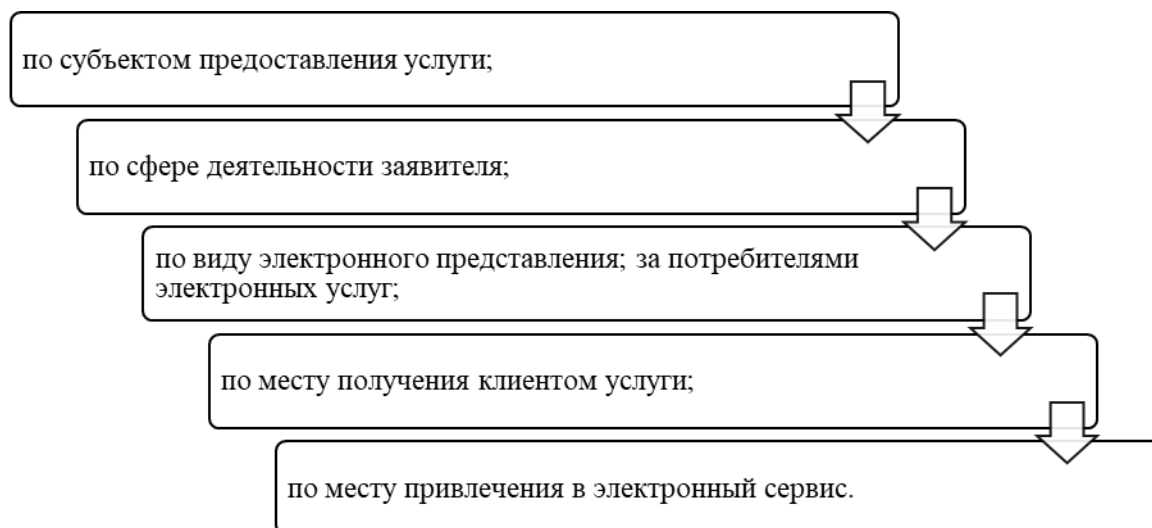 по субъектом предоставления услуги;
по сфере деятельности заявителя;
по виду электронного представления; за потребителями
электронных услуг;
по месту получения клиентом услуги;
по месту привлечения в электронный сервис.